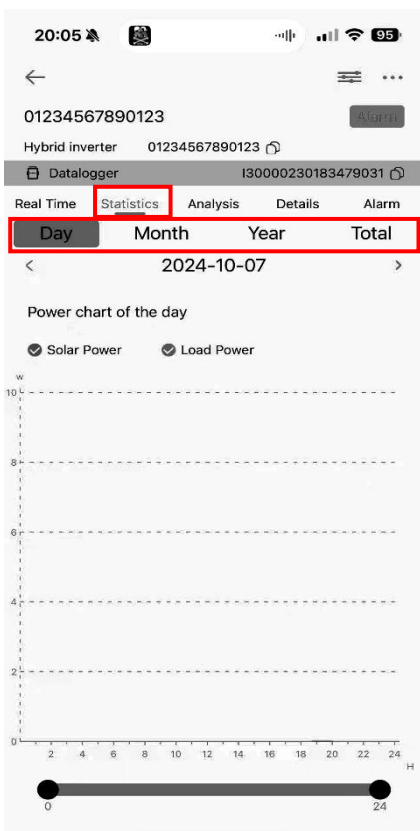 20:05 95
01234567890123 Alarm
Hybrid inverter 01234567890123
Datalogger I30000230183479031
Real Time Statistics Analysis Details Alarm
Day Month Year Total
< 2024-10-07 >
Power chart of the day
Solar Power Load Power
w
10
8
6
4
2
0
2 4 6 8 10 12 14 16 18 20 22 24
H
0 24